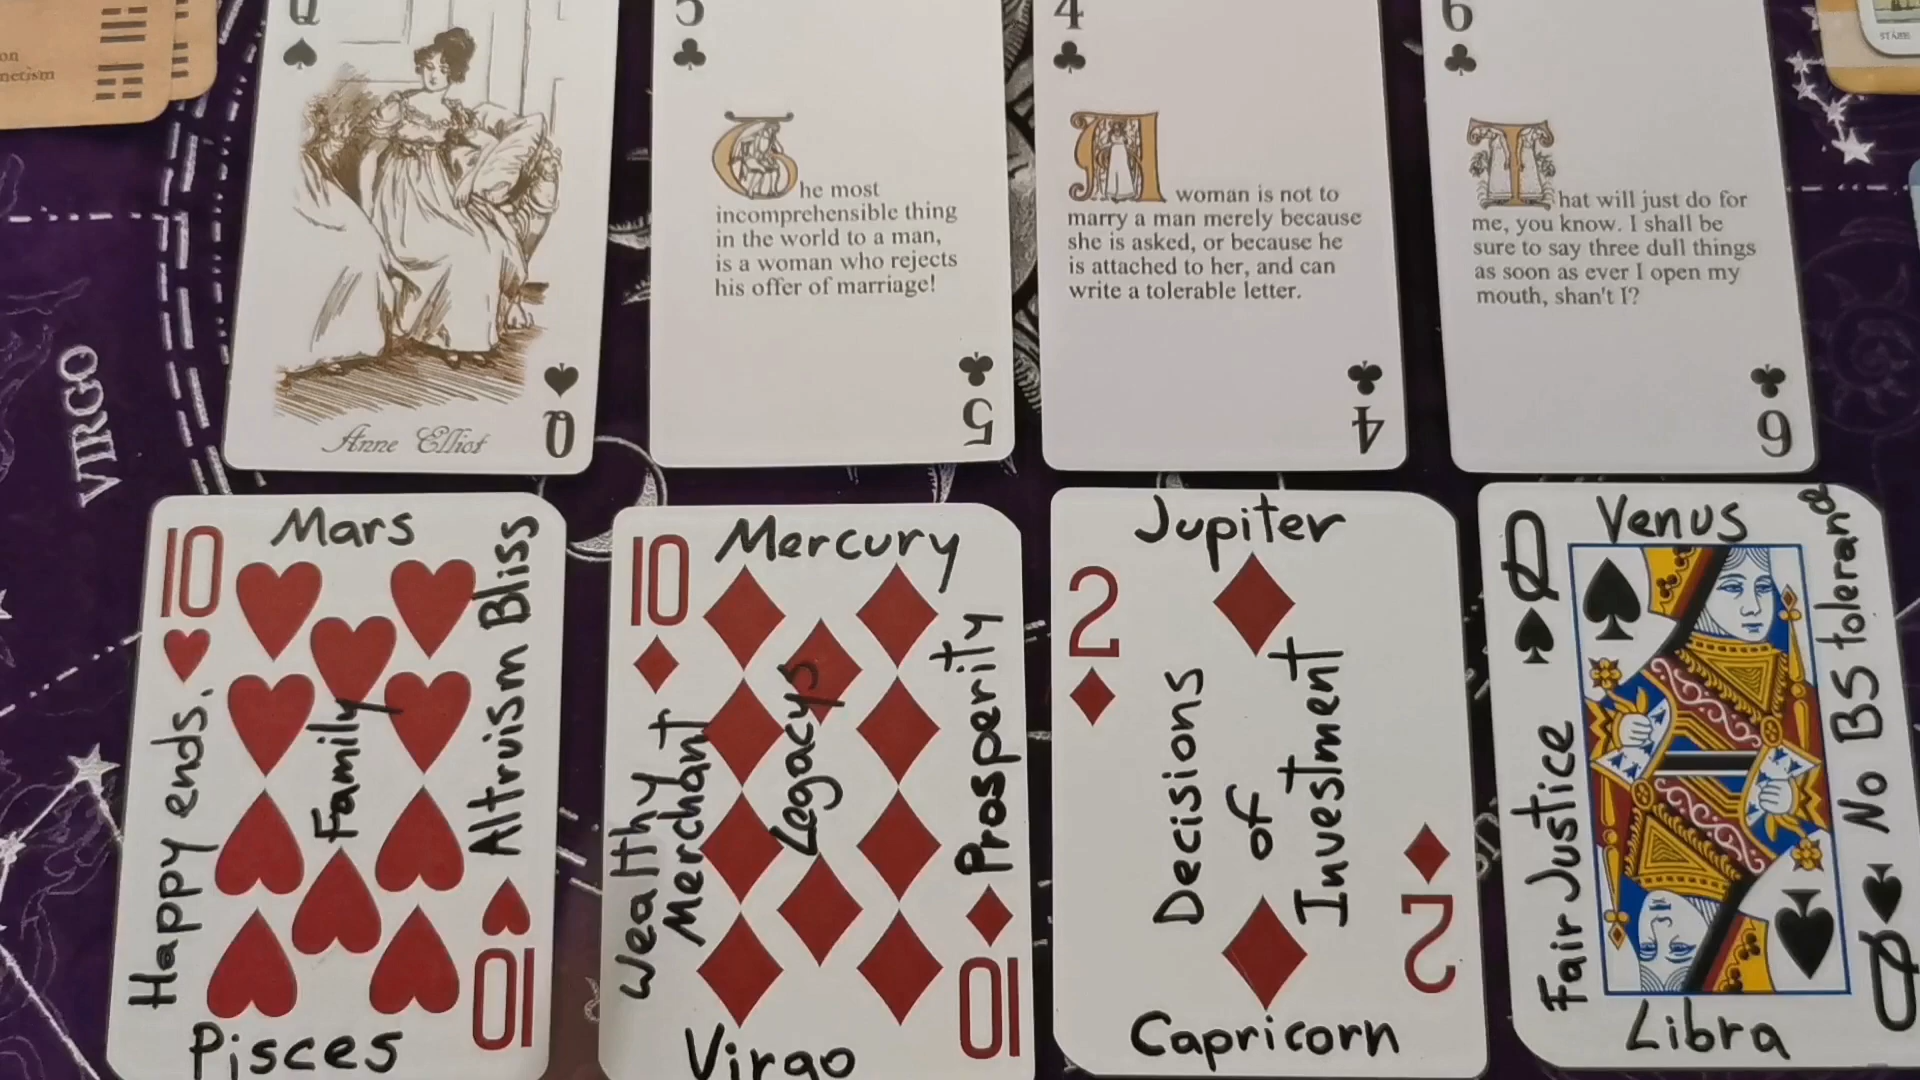 on
netism
STARS
VIRGO
Q
Anne Elliot
Q
5
The most
incomprehensible thing
in the world to a man,
is a woman who rejects
his offer of marriage!
5
4
A woman is not to
marry a man merely because
she is asked, or because he
is attached to her, and can
write a tolerable letter.
4
6
That will just do for
me, you know. I shall be
sure to say three dull things
as soon as ever I open my
mouth, shan't I?
6
10
Mars
Happy ends.
Family
Altruism Bliss
Pisces
10
10
Mercury
Wealthy
Merchant
Legacys
Prosperity
Virgo
10
2
Jupiter
Decisions
of
Investment
Capricorn
2
Q
Venus
Fair Justice
No BS tolerance
Libra
Q